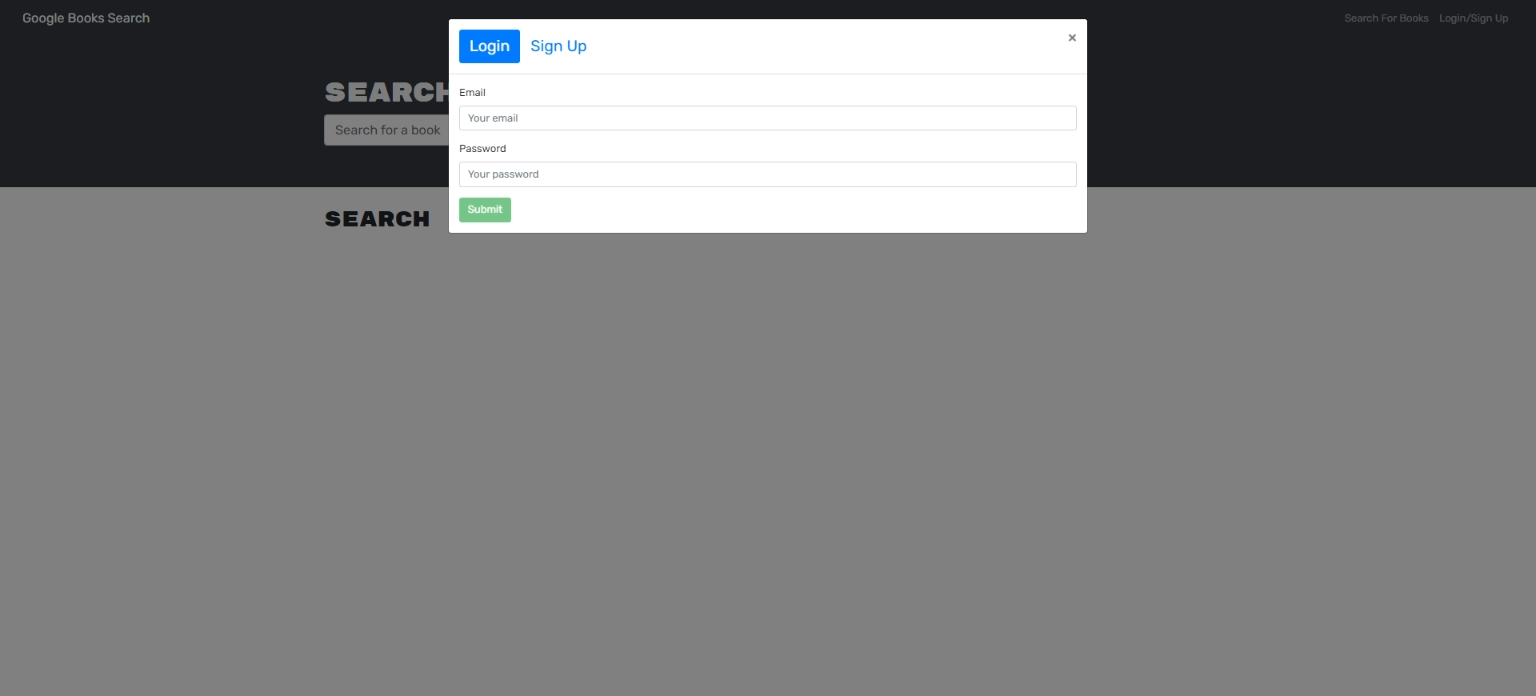 Google Books Search
Search For Books Login/Sign Up
Login Sign Up ×
SEARCH
Search for a book
Email
Your email
Password
Your password
Submit
SEARCH